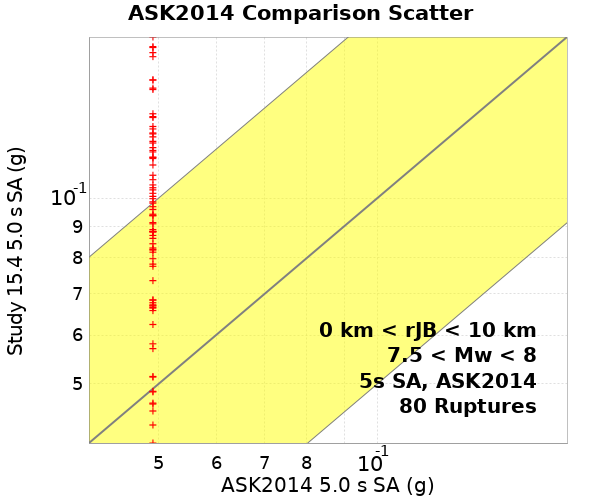 ASK2014 Comparison Scatter
Study 15.4 5.0 s SA (g)
10-1
9
8
7
6
5
0 km < rJB < 10 km
7.5 < Mw < 8
5s SA, ASK2014
80 Ruptures
5 6 7 8 10-1
ASK2014 5.0 s SA (g)